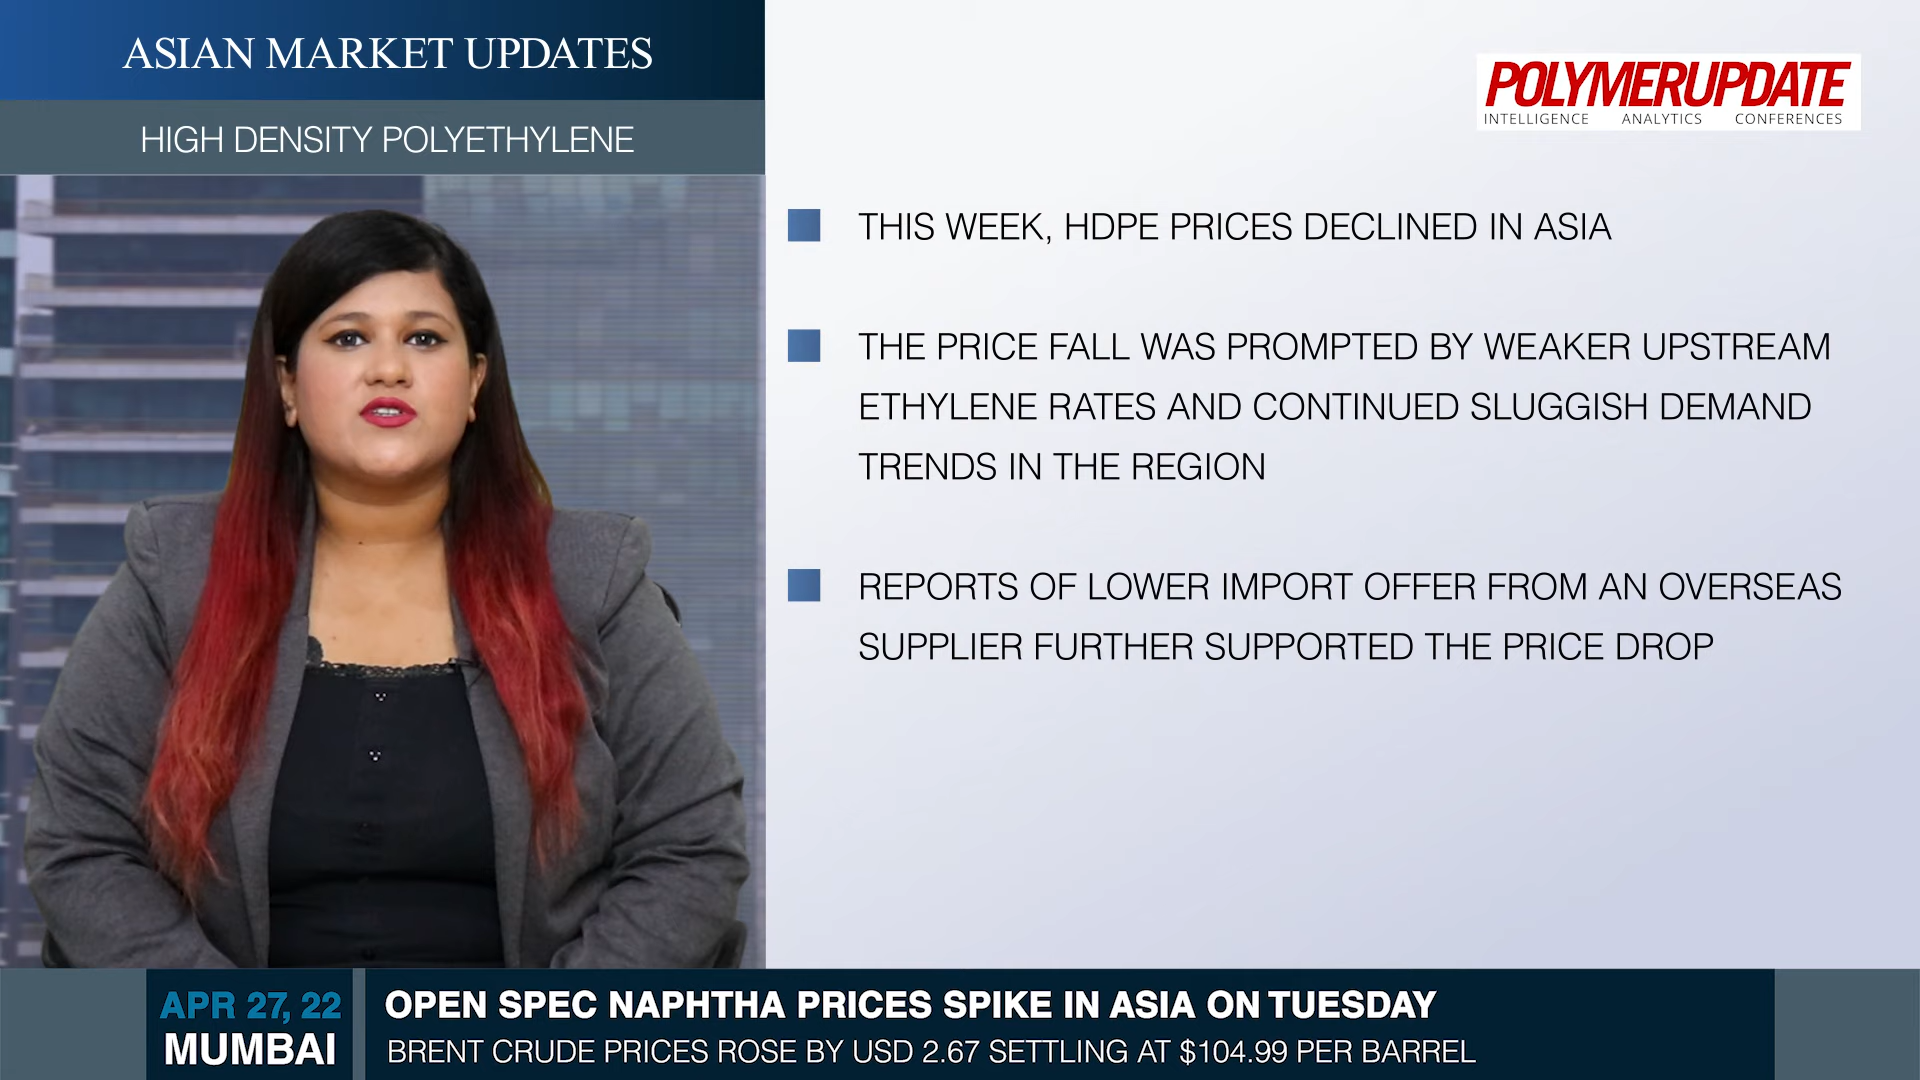 ASIAN MARKET UPDATES
HIGH DENSITY POLYETHYLENE
POLYMERUPDATE
INTELLIGENCE ANALYTICS CONFERENCES
THIS WEEK, HDPE PRICES DECLINED IN ASIA
THE PRICE FALL WAS PROMPTED BY WEAKER UPSTREAM
ETHYLENE RATES AND CONTINUED SLUGGISH DEMAND
TRENDS IN THE REGION
REPORTS OF LOWER IMPORT OFFER FROM AN OVERSEAS
SUPPLIER FURTHER SUPPORTED THE PRICE DROP
APR 27, 22
MUMBAI
OPEN SPEC NAPHTHA PRICES SPIKE IN ASIA ON TUESDAY
BRENT CRUDE PRICES ROSE BY USD 2.67 SETTLING AT $104.99 PER BARREL